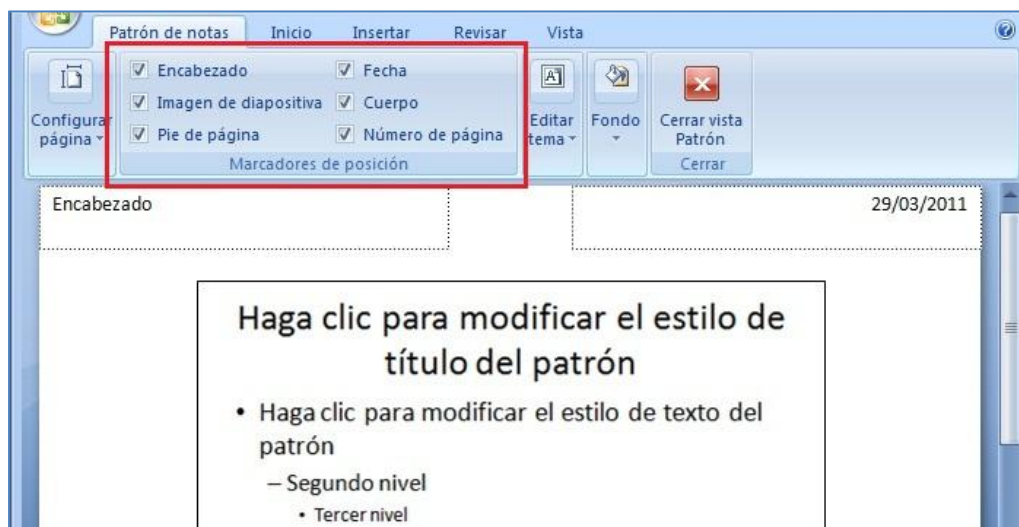 Patrón de notas Inicio Insertar Revisar Vista
Configurar
página
Encabezado
Imagen de diapositiva
Pie de página
Fecha
Cuerpo
Número de página
Marcadores de posición
Editar
tema
Fondo
Cerrar vista
Patrón
Cerrar
Encabezado
29/03/2011
Haga clic para modificar el estilo de
título del patrón
• Haga clic para modificar el estilo de texto del
patrón
– Segundo nivel
• Tercer nivel